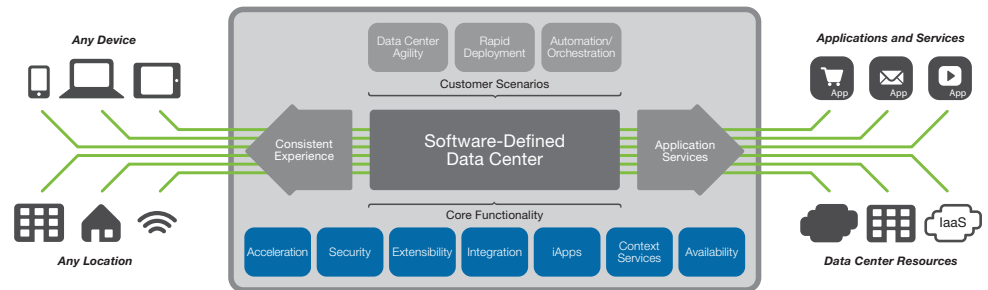 Any Device
Data Center
Agility
Rapid
Deployment
Automation/
Orchestration
Applications and Services
App
App
App
Customer Scenarios
Consistent
Experience
Software-Defined
Data Center
Application
Services
Core Functionality
IaaS
Acceleration
Security
Extensibility
Integration
iApps
Context
Services
Availability
Any Location
Data Center Resources